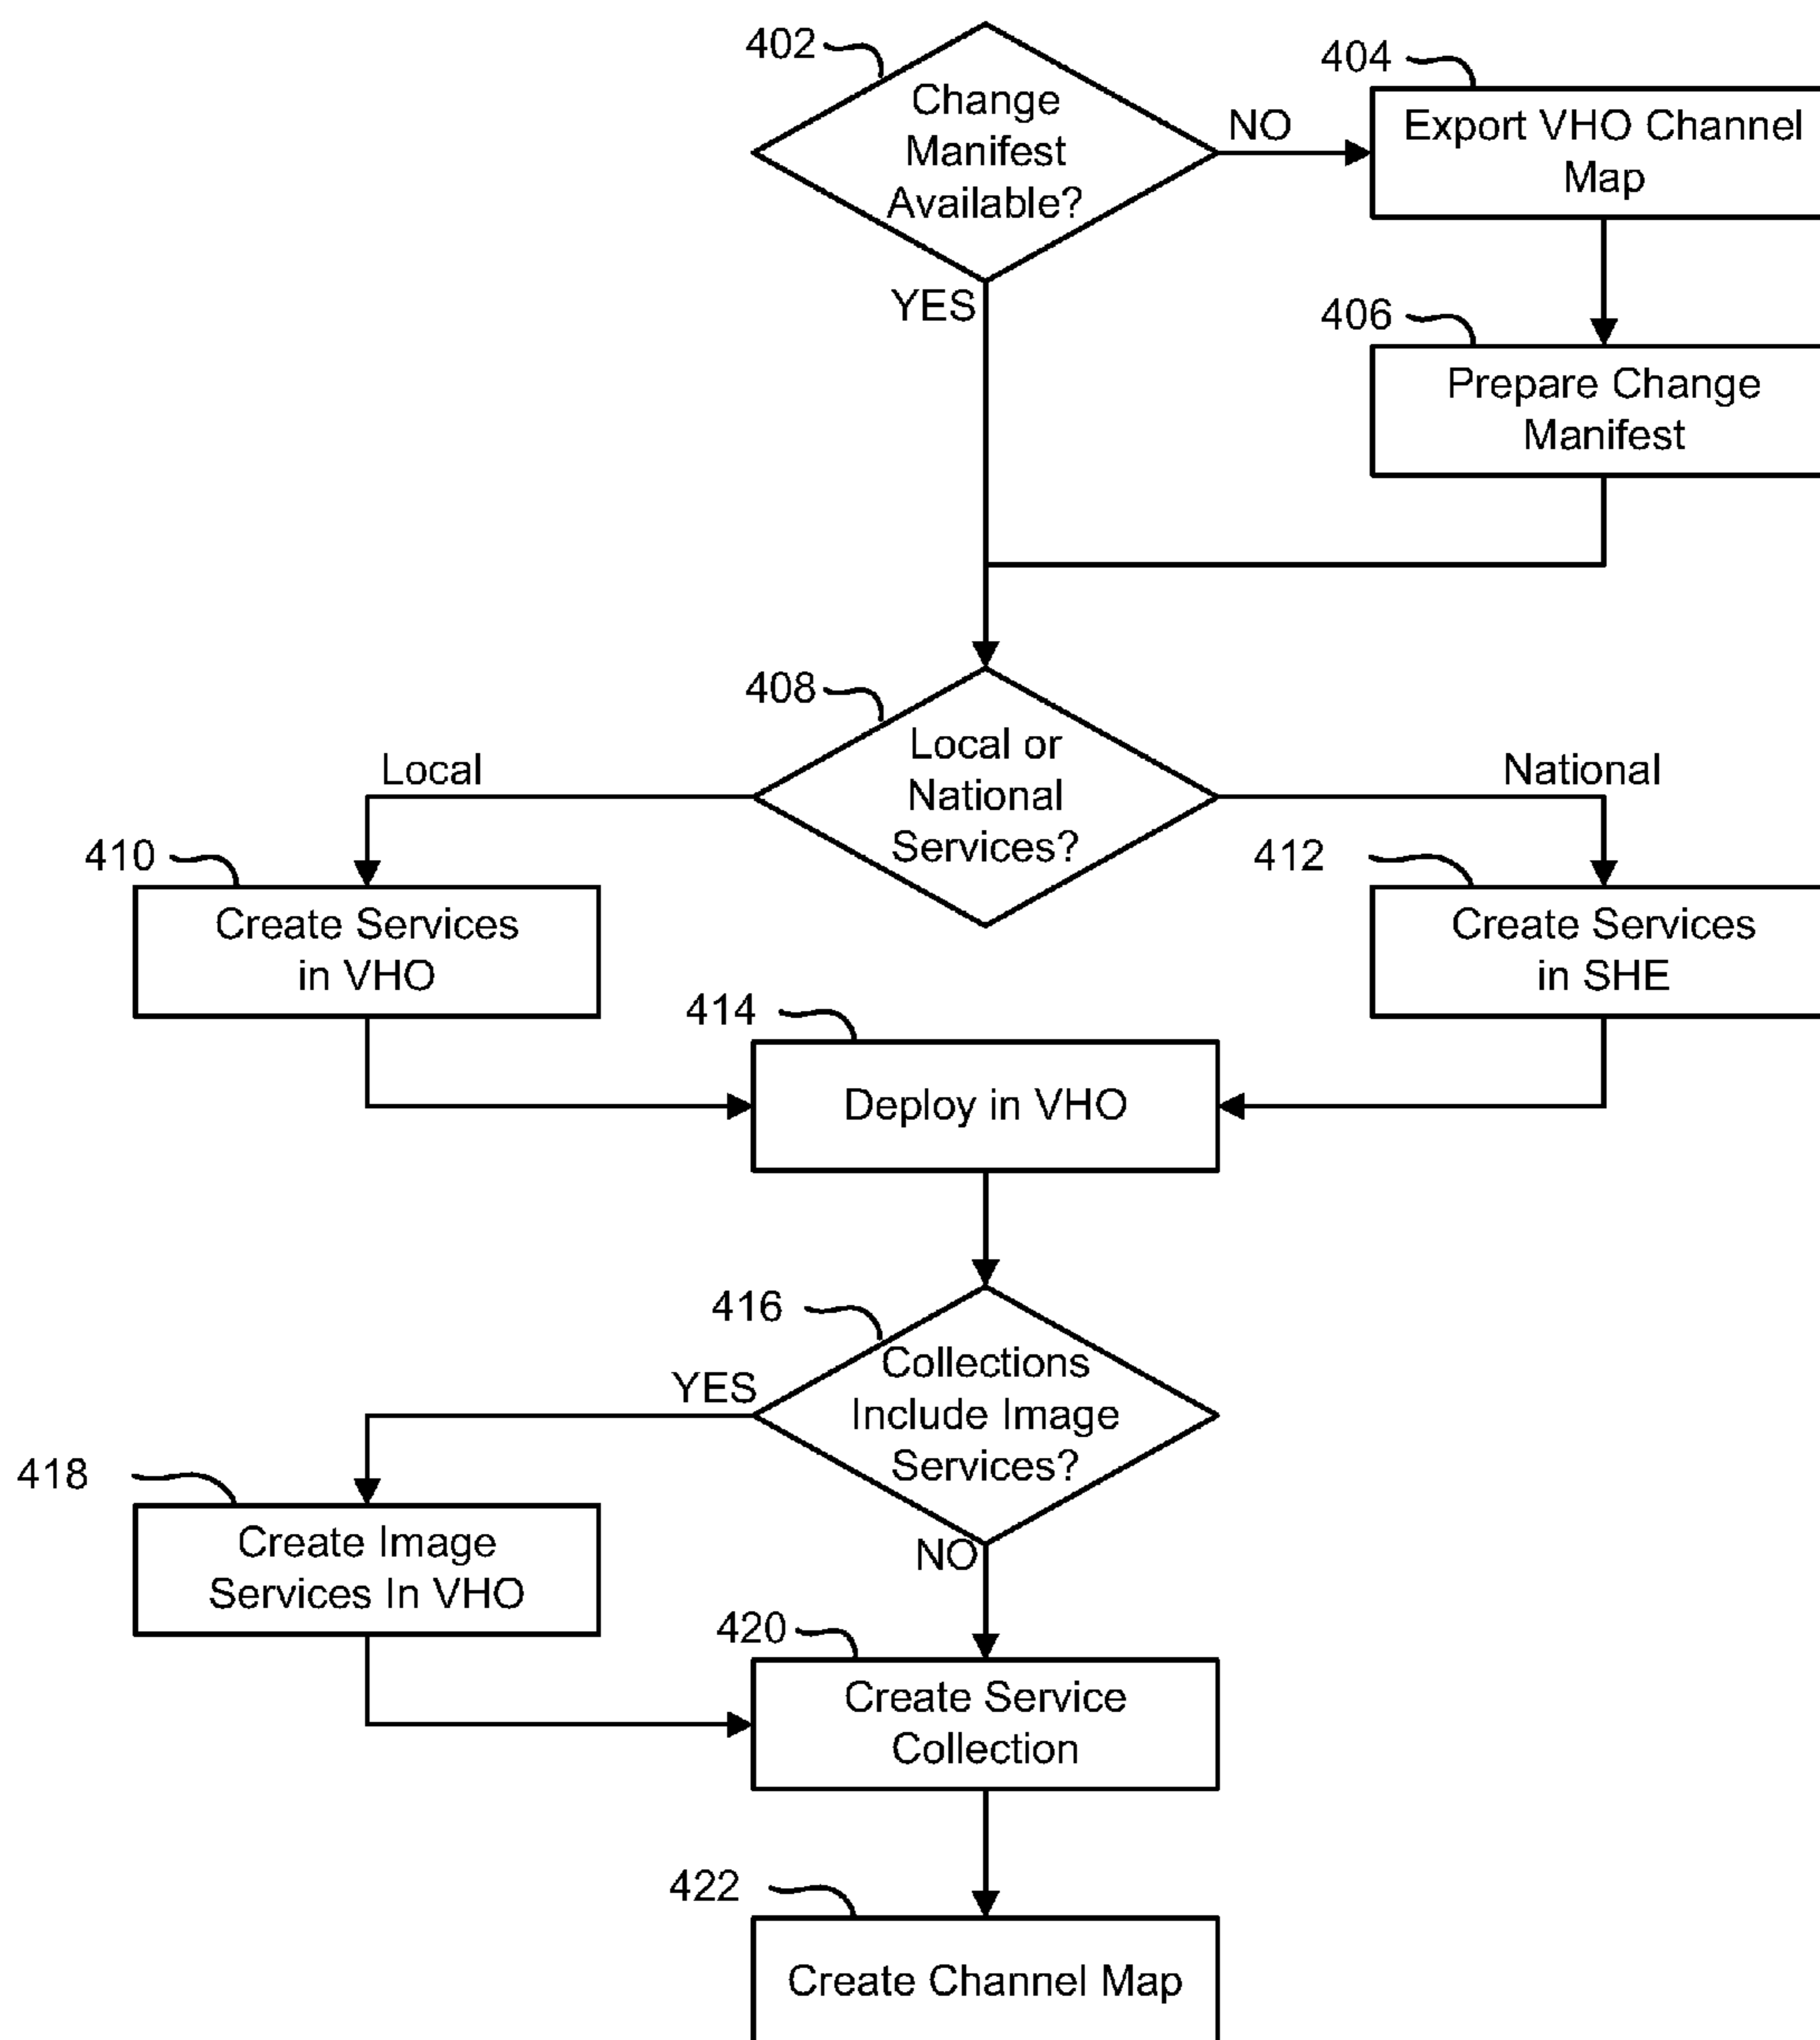 402
Change
Manifest
Available?
NO
404
Export VHO Channel
Map
YES
406
Prepare Change
Manifest
408
Local or
National
Services?
Local
National
410
Create Services
in VHO
412
Create Services
in SHE
414
Deploy in VHO
416
Collections
Include Image
Services?
YES
418
Create Image
Services In VHO
NO
420
Create Service
Collection
422
Create Channel Map